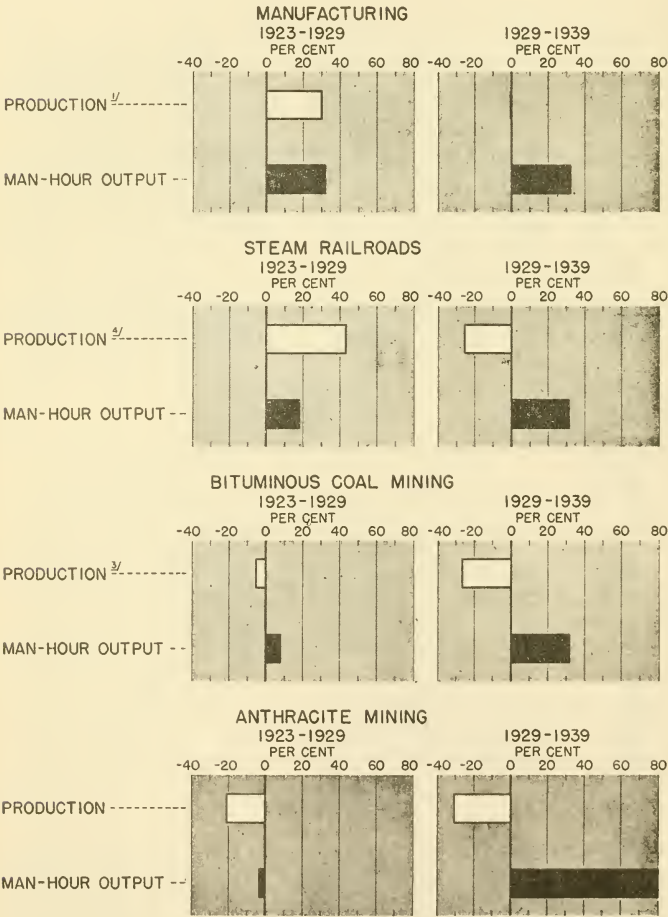 MANUFACTURING
1923-1929
PER CENT
-40 -20 0 20 40 60 80
1929-1939
PER CENT
-40 -20 0 20 40 60 80
PRODUCTION 1/
MAN-HOUR OUTPUT
STEAM RAILROADS
1923-1929
PER CENT
-40 -20 0 20 40 60 80
1929-1939
PER CENT
-40 -20 0 20 40 60 80
PRODUCTION
MAN-HOUR OUTPUT
BITUMINOUS COAL MINING
1923-1929
PER CENT
-40 -20 0 20 40 60 80
1929-1939
PER CENT
-40 -20 0 20 40 60 80
PRODUCTION 3/
MAN-HOUR OUTPUT
ANTHRACITE MINING
1923-1929
PER CENT
-40 -20 0 20 40 60 80
1929-1939
PER CENT
-40 -20 0 20 40 60 80
PRODUCTION
MAN-HOUR OUTPUT